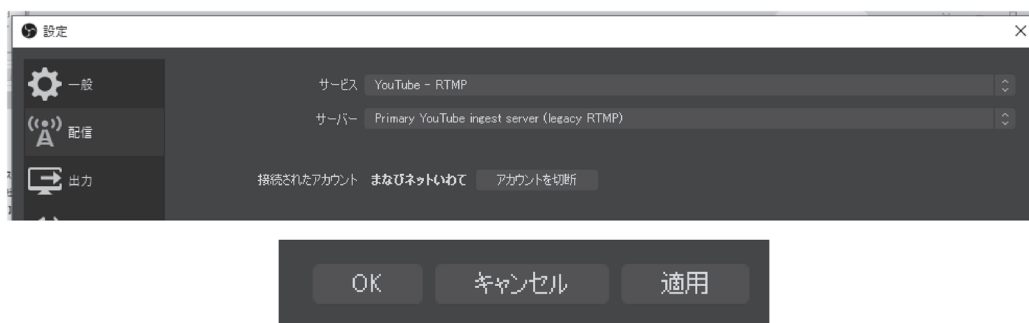 設定
一般
サービス YouTube - RTMP
サーバー Primary YouTube ingest server (legacy RTMP)
配信
接続されたアカウント まなびネットいわて アカウントを切断
出力
OK キャンセル 適用